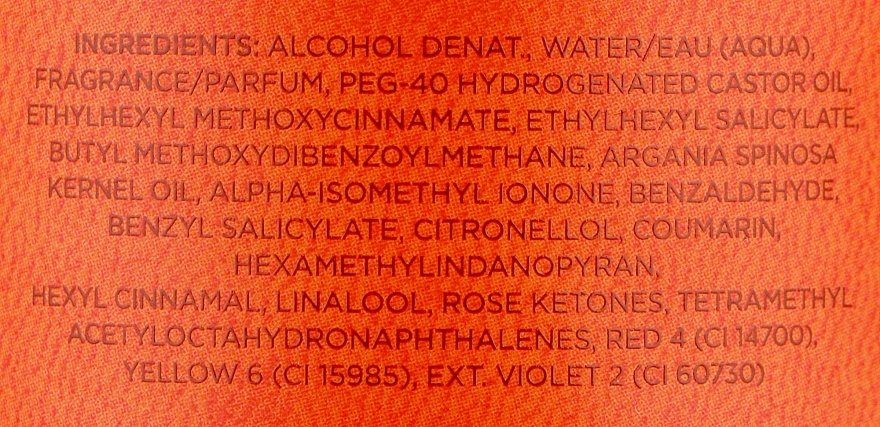 INGREDIENTS: ALCOHOL DENAT., WATER/EAU (AQUA),
FRAGRANCE/PARFUM, PEG-40 HYDROGENATED CASTOR OIL,
ETHYLHEXYL METHOXYCINNAMATE, ETHYLHEXYL SALICYLATE,
BUTYL METHOXYDIBENZOYLMETHANE, ARGANIA SPINOSA
KERNEL OIL, ALPHA-ISOMETHYL IONONE, BENZALDEHYDE,
BENZYL SALICYLATE, CITRONELLOL, COUMARIN,
HEXAMETHYLINDANOPYRAN,
HEXYL CINNAMAL, LINALOOL, ROSE KETONES, TETRAMETHYL
ACETYLOCTAHYDRONAPHTHALENES, RED 4 (CI 14700),
YELLOW 6 (CI 15985), EXT. VIOLET 2 (CI 60730)